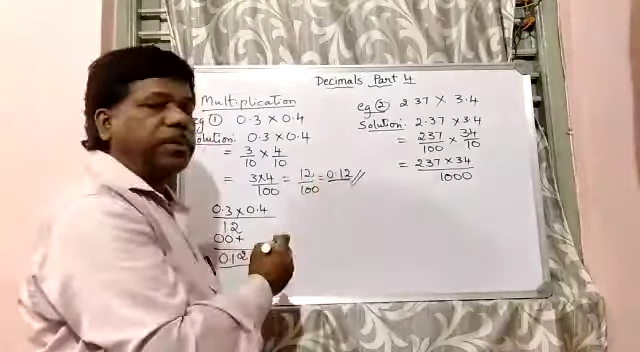 Decimals Part 4
Multiplication
eg ① 0.3 × 0.4
Solution: 0.3 × 0.4
= 3/10 × 4/10
= 3×4/100 = 12/100 = 0.12 //
0.3 × 0.4
12
00+
0.12
eg ② 2.37 × 3.4
Solution: 2.37 × 3.4
= 237/100 × 34/10
= 237 × 34/1000